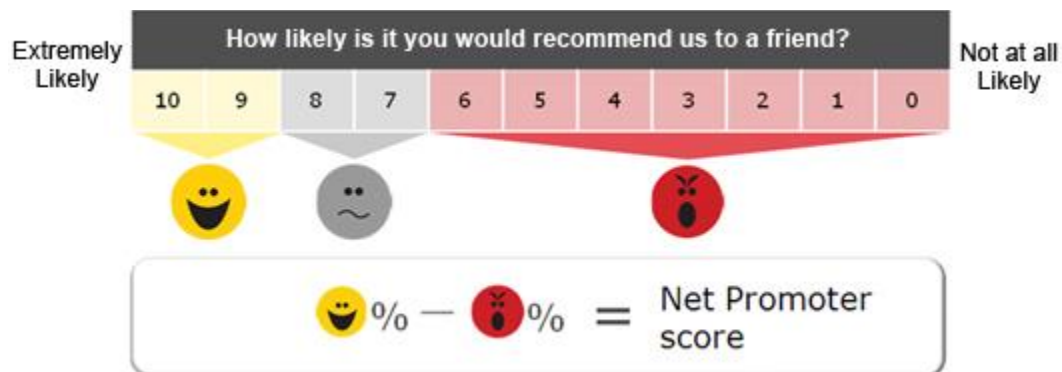 How likely is it you would recommend us to a friend?
Extremely
Likely
Not at all
Likely
10 9 8 7 6 5 4 3 2 1 0
% − % = Net Promoter
score